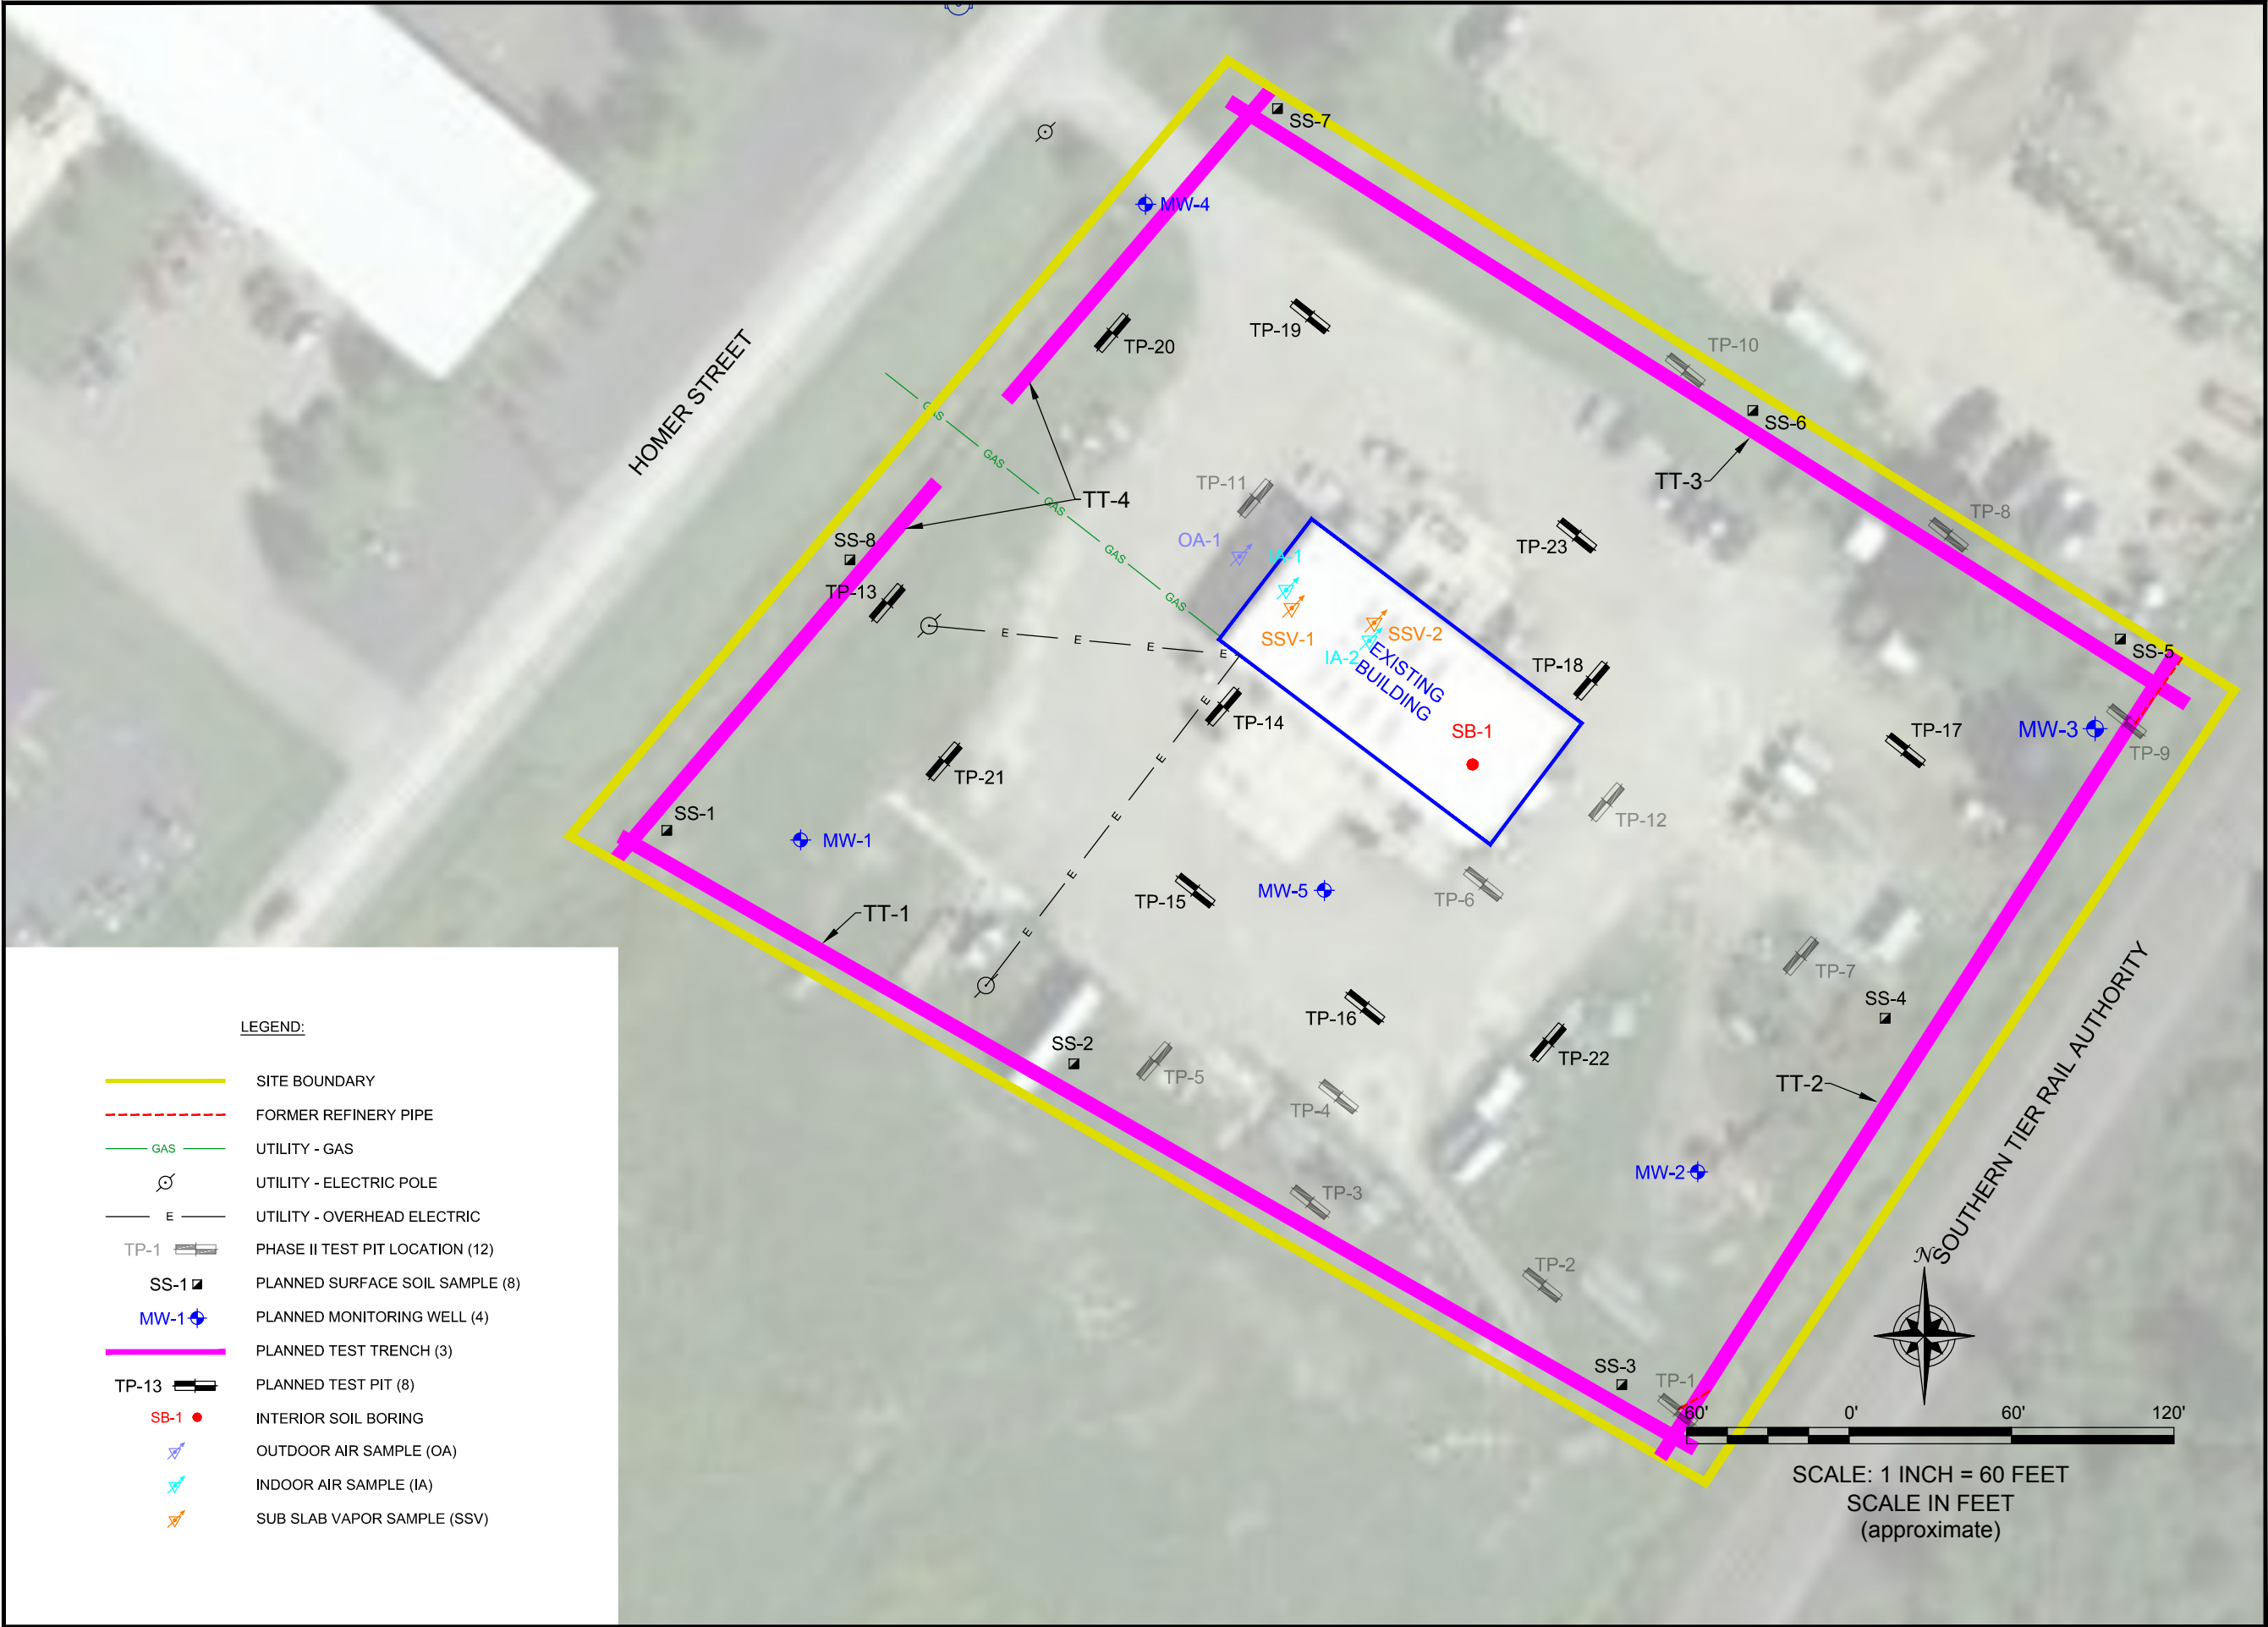 SS-7
MW-4
TP-19
TP-20
TP-10
HOMER STREET
GAS
SS-6
GAS
TT-3
TP-11
TT-4
GAS
TP-8
OA-1
SS-8
TP-23
IA-1
GAS
TP-13
GAS
SSV-1
SSV-2
E
E
E
E
IA-2
EXISTING
BUILDING
SS-5
TP-18
E
TP-14
MW-3
TP-17
SB-1
TP-9
E
TP-21
SS-1
E
TP-12
MW-1
E
MW-5
TP-15
TP-6
TT-1
E
TP-7
SS-4
TP-16
SS-2
TP-22
TP-5
TT-2
TP-4
SOUTHERN TIER RAIL AUTHORITY
MW-2
TP-3
TP-2
N
SS-3
TP-1
60'
0'
60'
120'
SCALE: 1 INCH = 60 FEET
SCALE IN FEET
(approximate)
LEGEND:
SITE BOUNDARY
FORMER REFINERY PIPE
GAS UTILITY - GAS
UTILITY - ELECTRIC POLE
E UTILITY - OVERHEAD ELECTRIC
TP-1 PHASE II TEST PIT LOCATION (12)
SS-1 PLANNED SURFACE SOIL SAMPLE (8)
MW-1 PLANNED MONITORING WELL (4)
PLANNED TEST TRENCH (3)
TP-13 PLANNED TEST PIT (8)
SB-1 INTERIOR SOIL BORING
OUTDOOR AIR SAMPLE (OA)
INDOOR AIR SAMPLE (IA)
SUB SLAB VAPOR SAMPLE (SSV)